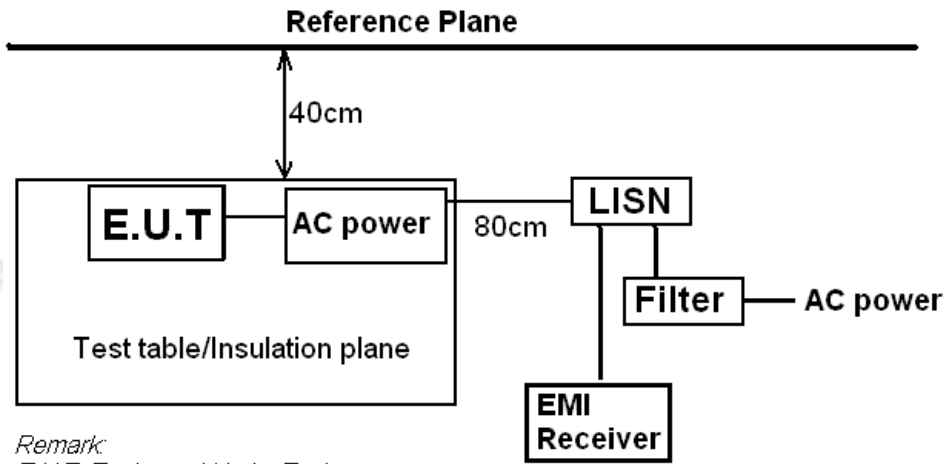 Reference Plane
40cm
E.U.T
AC power
80cm
LISN
Filter
AC power
Test table/Insulation plane
EMI
Receiver
Remark: